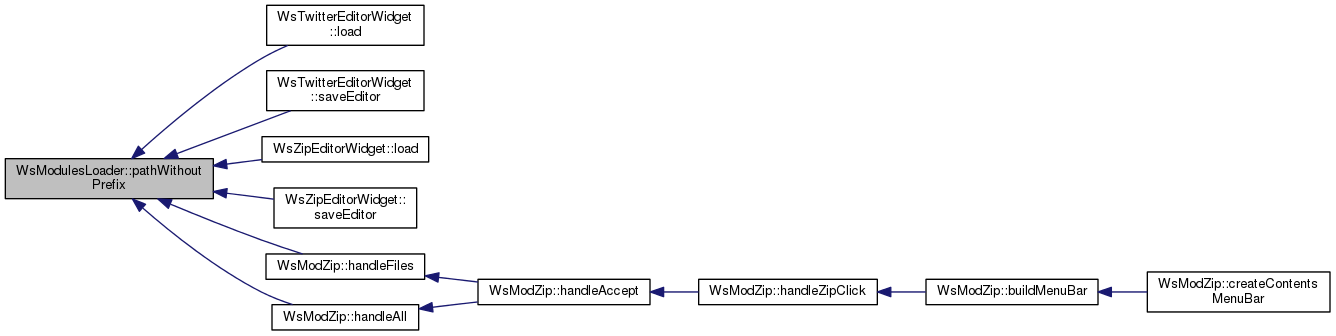 WsTwitterEditorWidget
::load
WsTwitterEditorWidget
::saveEditor
WsZipEditorWidget::load
WsModulesLoader::pathWithout
Prefix
WsZipEditorWidget::
saveEditor
WsModZip::handleFiles
WsModZip::handleAll
WsModZip::handleAccept
WsModZip::handleZipClick
WsModZip::buildMenuBar
WsModZip::createContents
MenuBar